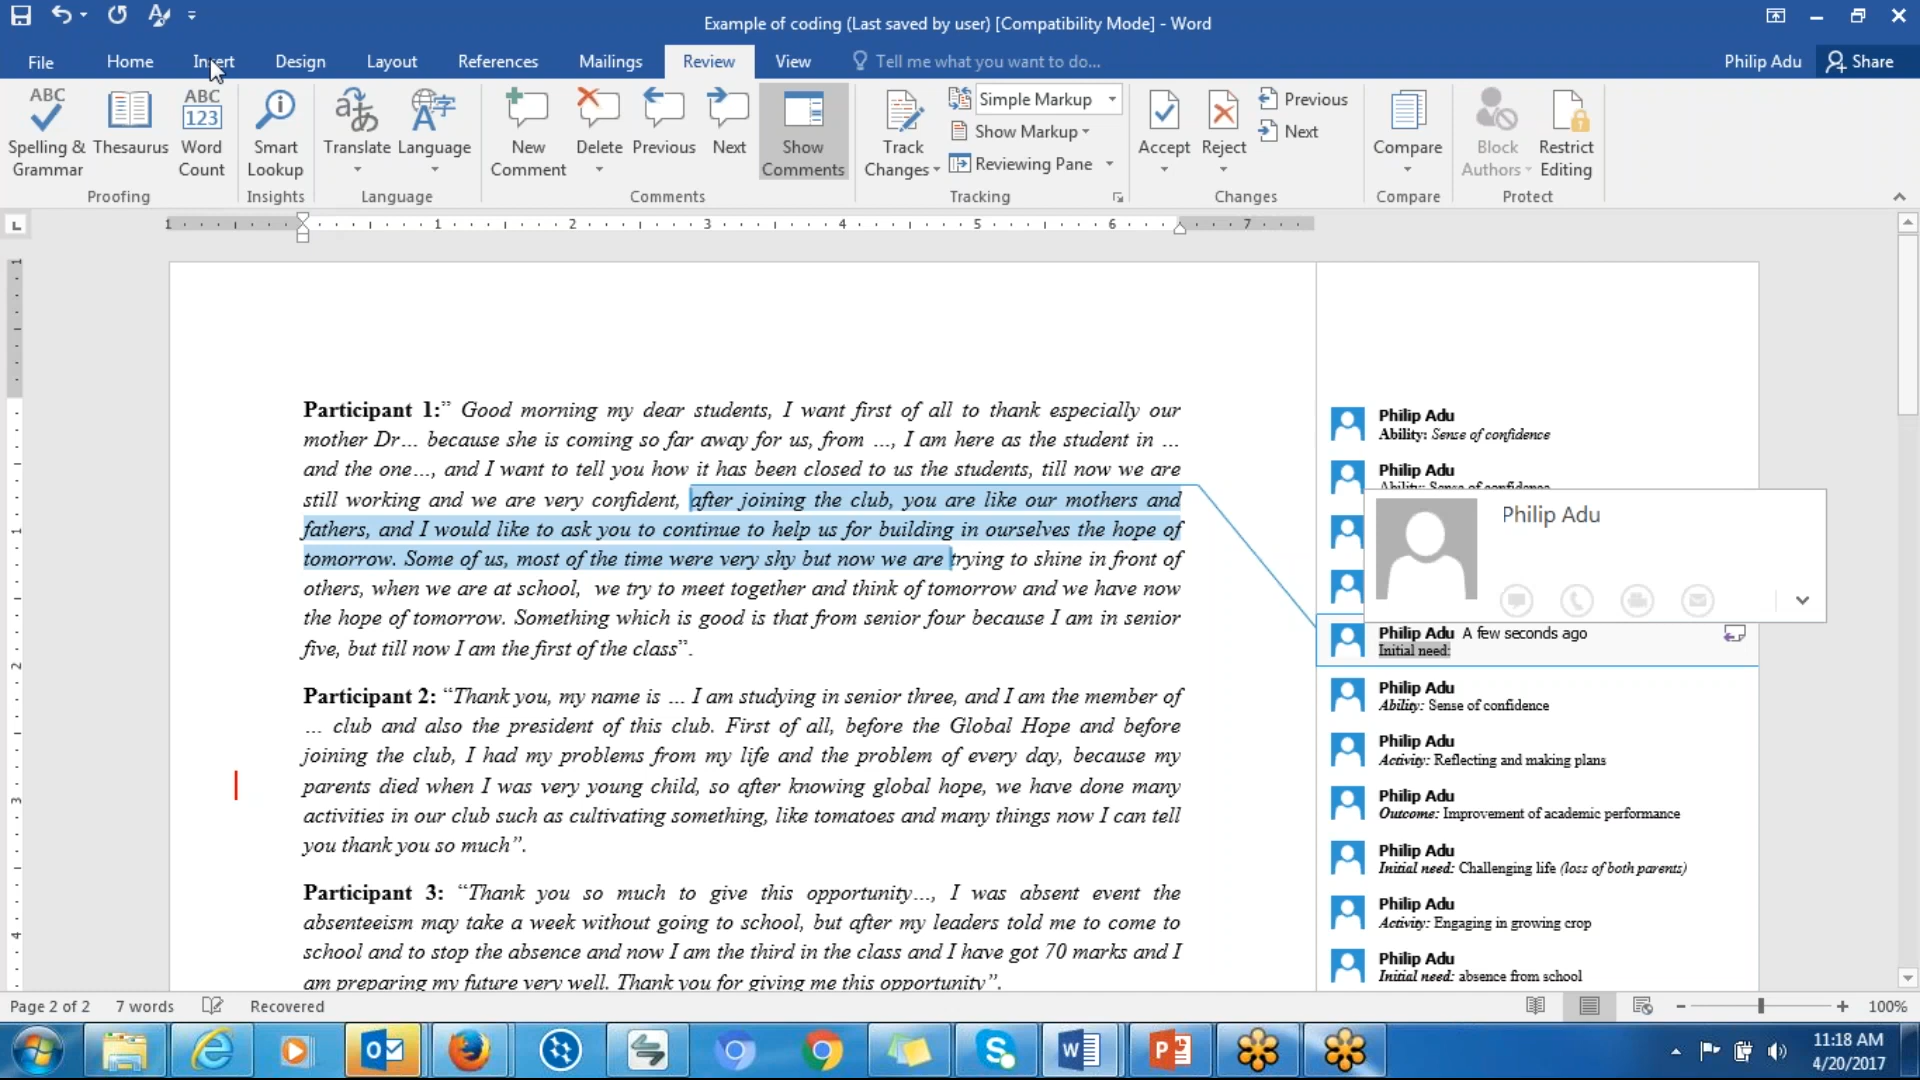 Example of coding (Last saved by user) [Compatibility Mode] - Word
File Home Insert Design Layout References Mailings Review View Tell me what you want to do... Philip Adu Share
ABC Spelling & Grammar
Thesaurus
ABC 123 Word Count
Smart Lookup
Translate
Language
New Comment
Delete
Previous
Next
Show Comments
Track Changes
Simple Markup
Show Markup
Reviewing Pane
Accept
Reject
Previous
Next
Compare
Block Authors
Restrict Editing
Proofing Insights Language Comments Tracking Changes Compare Protect
L
1 1 2 3 4 5 6 7
1
1
2
3
4
Participant 1:” Good morning my dear students, I want first of all to thank especially our
mother Dr… because she is coming so far away for us, from …, I am here as the student in …
and the one…, and I want to tell you how it has been closed to us the students, till now we are
still working and we are very confident, after joining the club, you are like our mothers and
fathers, and I would like to ask you to continue to help us for building in ourselves the hope of
tomorrow. Some of us, most of the time were very shy but now we are trying to shine in front of
others, when we are at school, we try to meet together and think of tomorrow and we have now
the hope of tomorrow. Something which is good is that from senior four because I am in senior
five, but till now I am the first of the class”.
Participant 2: “Thank you, my name is … I am studying in senior three, and I am the member of
… club and also the president of this club. First of all, before the Global Hope and before
joining the club, I had my problems from my life and the problem of every day, because my
parents died when I was very young child, so after knowing global hope, we have done many
activities in our club such as cultivating something, like tomatoes and many things now I can tell
you thank you so much”.
Participant 3: “Thank you so much to give this opportunity…, I was absent event the
absenteeism may take a week without going to school, but after my leaders told me to come to
school and to stop the absence and now I am the third in the class and I have got 70 marks and I
am preparing my future very well. Thank you for giving me this opportunity”.
Philip Adu
Ability: Sense of confidence
Philip Adu
Ability: Sense of confidence
Philip Adu
Philip Adu A few seconds ago
Initial need:
Philip Adu
Ability: Sense of confidence
Philip Adu
Activity: Reflecting and making plans
Philip Adu
Outcome: Improvement of academic performance
Philip Adu
Initial need: Challenging life (loss of both parents)
Philip Adu
Activity: Engaging in growing crop
Philip Adu
Initial need: absence from school
Page 2 of 2 7 words Recovered 100%
11:18 AM
4/20/2017